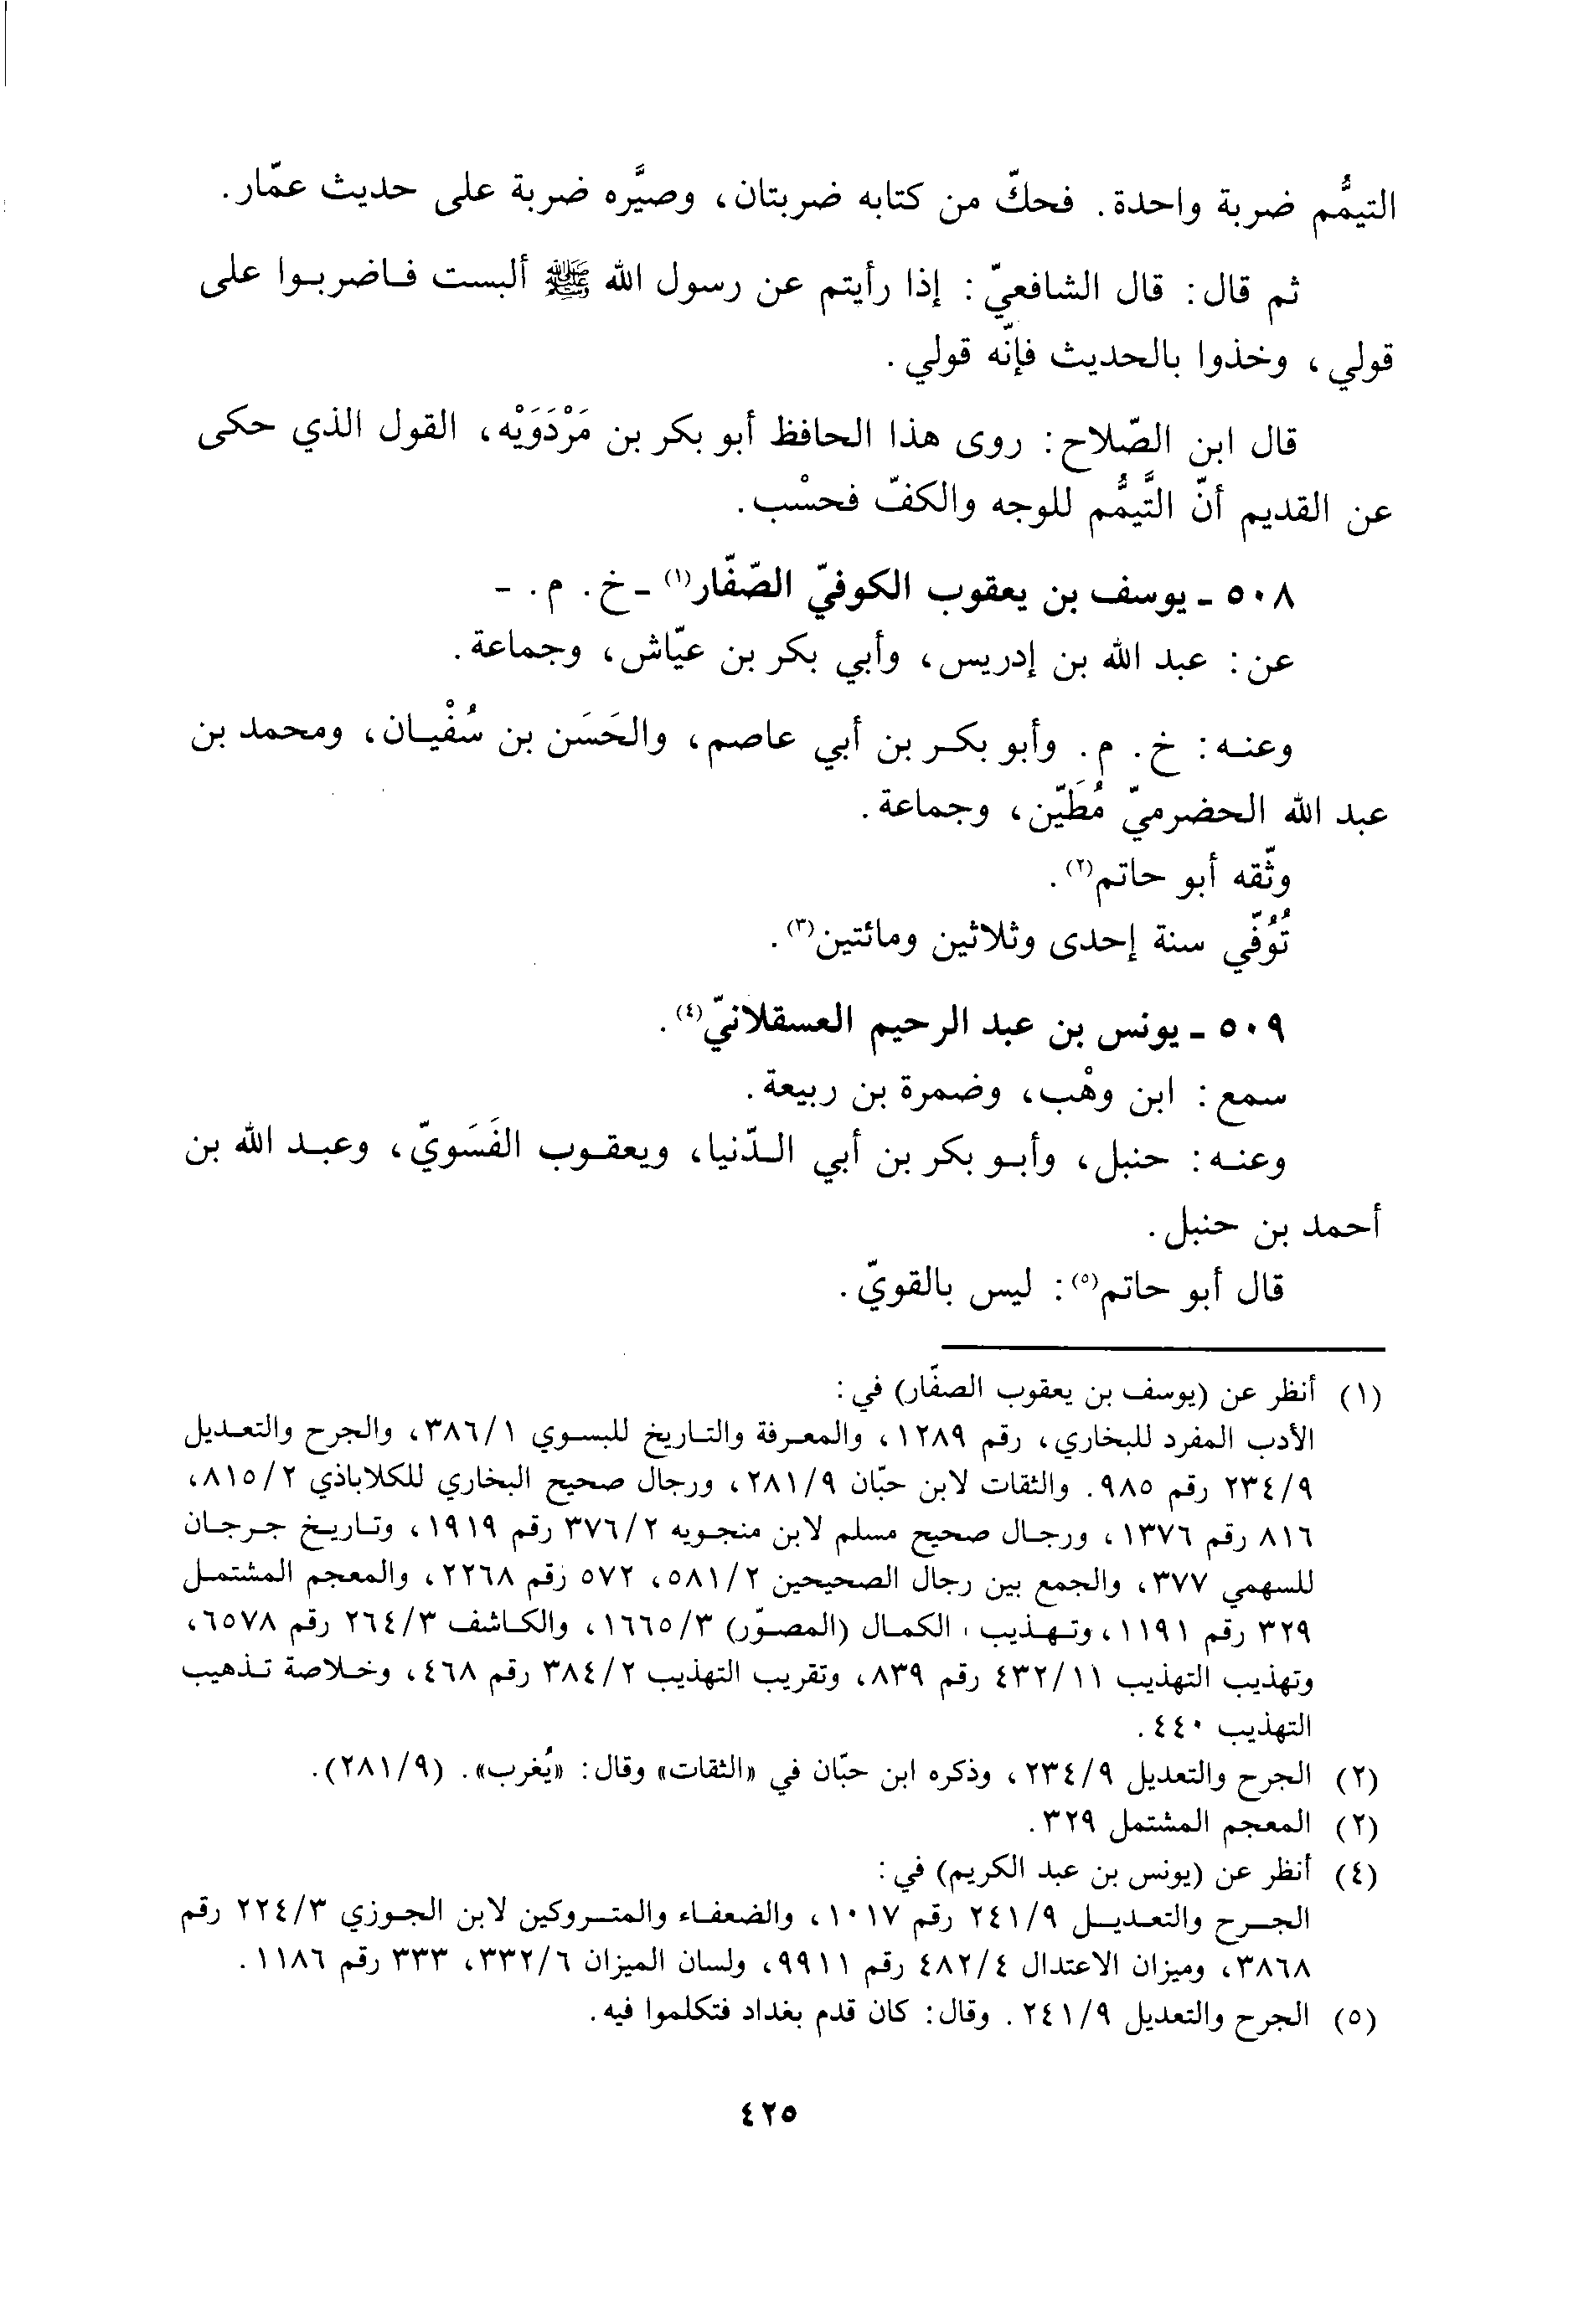 التيمُّم ضربة واحدة. فحكّ من كتابه ضربتان، وصيَّره ضربة على حديث عمّار.
ثم قال: قال الشافعيّ: إذا رأيتم عن رسول الله ﷺ ألبست فاضربوا على
قولي، وخذوا بالحديث فإنّه قولي.
قال ابن الصّلاح: روى هذا الحافظ أبو بكر بن مَرْدَوَيْه، القول الذي حكى
عن القديم أنّ التَّيمُّم للوجه والكفّ فحسْب.
٥٠٨ - يوسف بن يعقوب الكوفيّ الصّفّار(١) - خ. م. -
عن: عبد الله بن إدريس، وأبي بكر بن عيّاش، وجماعة.
وعنه: خ. م. وأبو بكر بن أبي عاصم، والحَسَن بن سُفْيان، ومحمد بن
عبد الله الحضرميّ مُطَيّن، وجماعة.
وثّقه أبو حاتم(٢).
تُوُفّي سنة إحدى وثلاثين ومائتين(٣).
٥٠٩ - يونس بن عبد الرحيم العسقلانيّ(٤).
سمع: ابن وهْب، وضمرة بن ربيعة.
وعنه: حنبل، وأبو بكر بن أبي الدّنيا، ويعقوب الفَسَويّ، وعبد الله بن
أحمد بن حنبل.
قال أبو حاتم(٥): ليس بالقويّ.
(١) أنظر عن (يوسف بن يعقوب الصفّار) في:
الأدب المفرد للبخاري، رقم ١٢٨٩، والمعرفة والتاريخ للبسوي ٣٨٦/١، والجرح والتعديل
٢٣٤/٩ رقم ٩٨٥. والثقات لابن حبّان ٢٨١/٩، ورجال صحيح البخاري للكلاباذي ٨١٥/٢،
٨١٦ رقم ١٣٧٦، ورجال صحيح مسلم لابن منجويه ٣٧٦/٢ رقم ١٩١٩، وتاريخ جرجان
للسهمي ٣٧٧، والجمع بين رجال الصحيحين ٥٨١/٢، ٥٧٢ رقم ٢٢٦٨، والمعجم المشتمل
٣٢٩ رقم ١١٩١، وتهذيب الكمال (المصوّر) ١٦٦٥/٣، والكاشف ٢٦٤/٣ رقم ٦٥٧٨،
وتهذيب التهذيب ٤٣٢/١١ رقم ٨٣٩، وتقريب التهذيب ٣٨٤/٢ رقم ٤٦٨، وخلاصة تذهيب
التهذيب ٤٤٠.
(٢) الجرح والتعديل ٢٣٤/٩، وذكره ابن حبّان في «الثقات» وقال: «يُغرب». (٢٨١/٩).
(٢) المعجم المشتمل ٣٢٩.
(٤) أنظر عن (يونس بن عبد الكريم) في:
الجرح والتعديل ٢٤١/٩ رقم ١٠١٧، والضعفاء والمتروكين لابن الجوزي ٢٢٤/٣ رقم
٣٨٦٨، وميزان الاعتدال ٤٨٢/٤ رقم ٩٩١١، ولسان الميزان ٣٣٢/٦، ٣٣٣ رقم ١١٨٦.
(٥) الجرح والتعديل ٢٤١/٩. وقال: كان قدم بغداد فتكلموا فيه.
٤٢٥